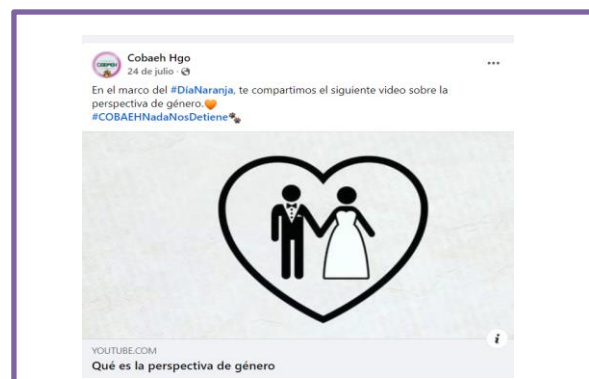 Cobaeh Hgo
24 de julio ·
En el marco del #DíaNaranja, te compartimos el siguiente video sobre la
perspectiva de género.🧡
#COBAEHNadaNosDetiene🐾
YOUTUBE.COM
Qué es la perspectiva de género